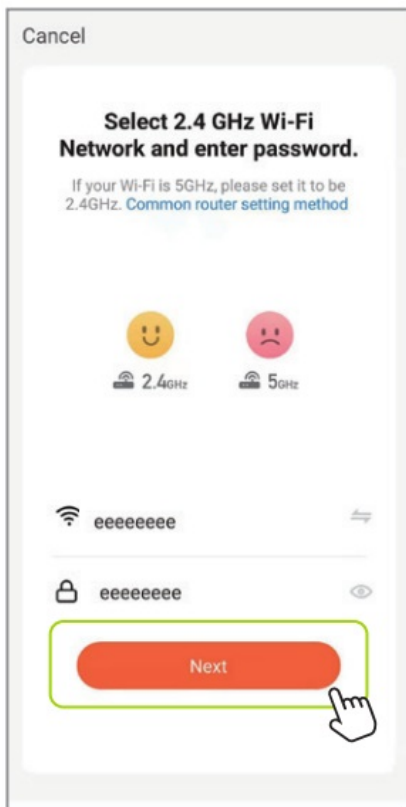 Cancel
Select 2.4 GHz Wi-Fi
Network and enter password.
If your Wi-Fi is 5GHz, please set it to be
2.4GHz. Common router setting method
2.4GHz 5GHz
eeeeeeee
eeeeeeee
Next